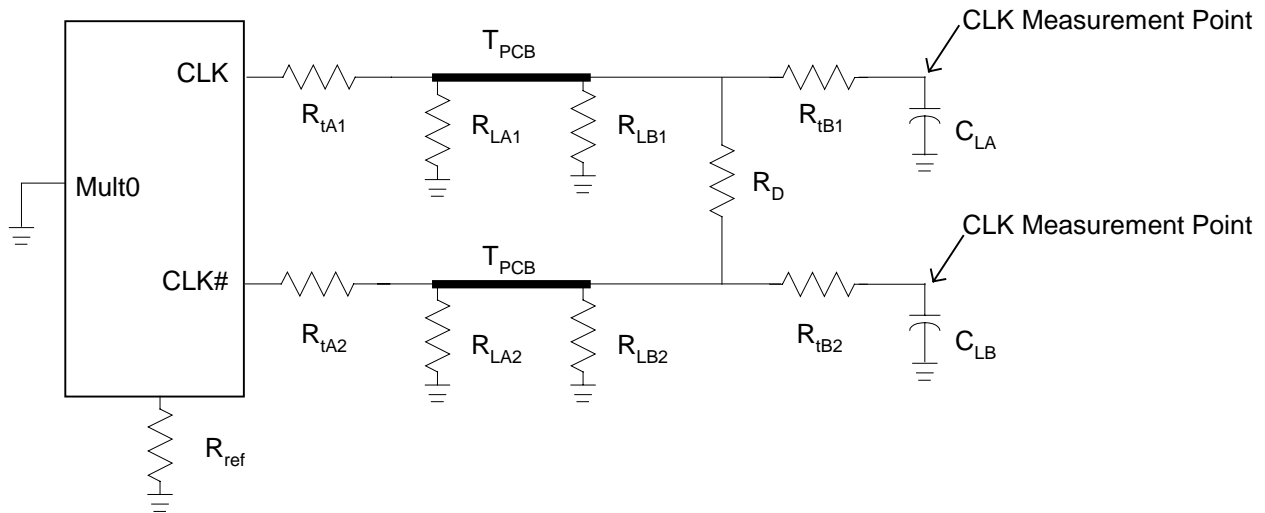 CLK Measurement Point
T_PCB
CLK
R_tA1
R_LA1
R_LB1
R_tB1
C_LA
Mult0
R_D
CLK Measurement Point
T_PCB
CLK#
R_tA2
R_LA2
R_LB2
R_tB2
C_LB
R_ref